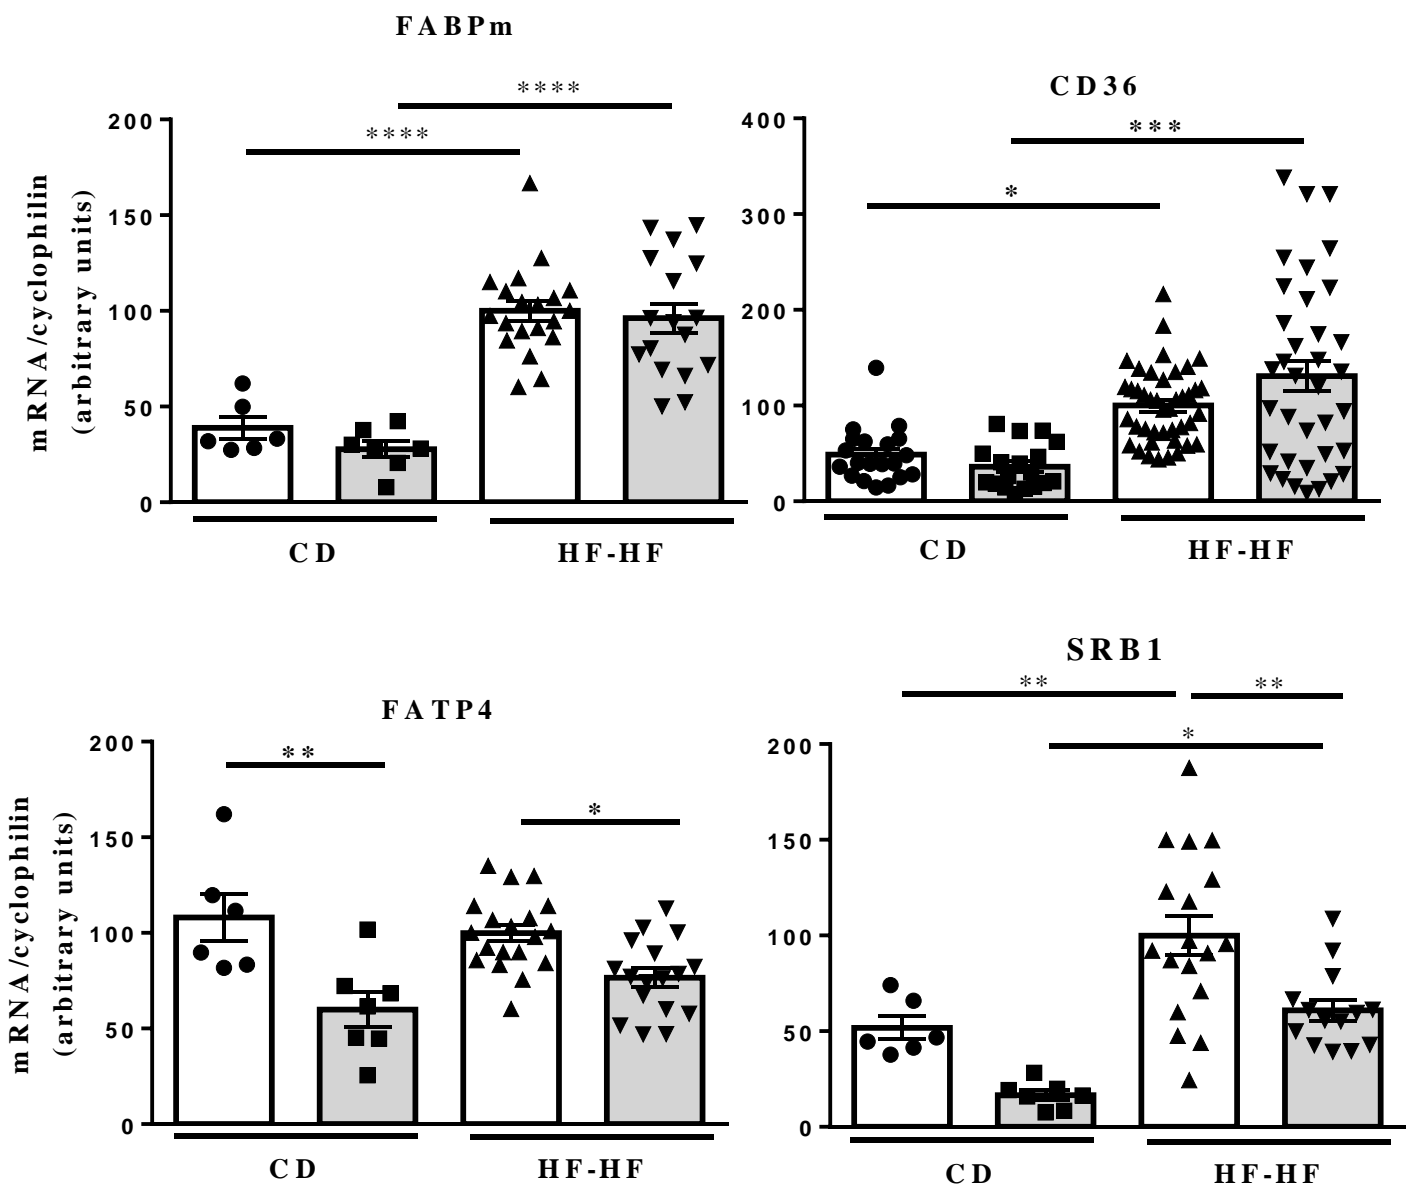 FABPm
****
****
mRNA/cyclophilin
(arbitrary units)
200
150
100
50
0
CD
HF-HF
CD36
***
*
400
300
200
100
0
CD
HF-HF
FATP4
**
*
mRNA/cyclophilin
(arbitrary units)
200
150
100
50
0
CD
HF-HF
SRB1
**
**
*
200
150
100
50
0
CD
HF-HF